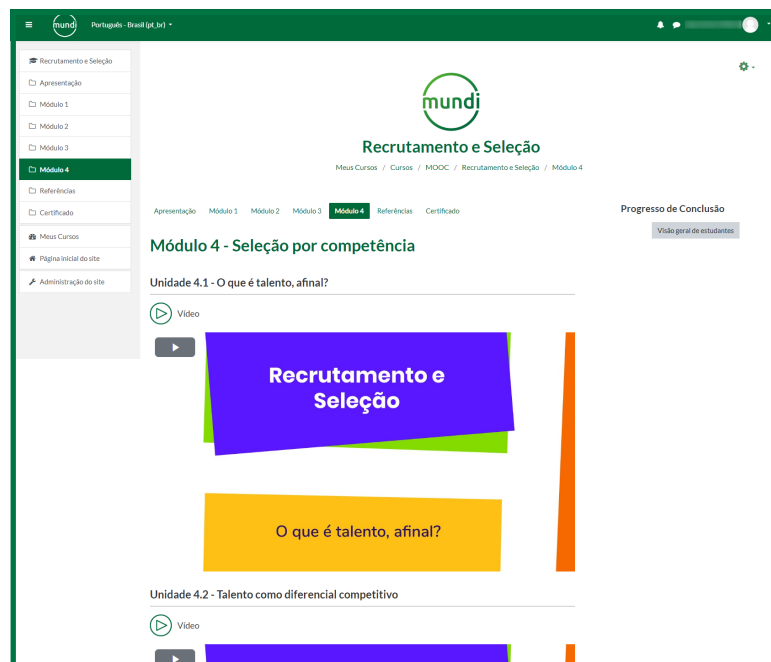 mundi
Português - Brasil (pt_br)
Recrutamento e Seleção
Apresentação
Módulo 1
Módulo 2
Módulo 3
Módulo 4
Referências
Certificado
Meus Cursos
Página inicial do site
Administração do site
mundi
Recrutamento e Seleção
Meus Cursos / Cursos / MOOC / Recrutamento e Seleção / Módulo 4
Apresentação Módulo 1 Módulo 2 Módulo 3 Módulo 4 Referências Certificado
Módulo 4 - Seleção por competência
Unidade 4.1 - O que é talento, afinal?
Vídeo
Recrutamento e
Seleção
O que é talento, afinal?
Unidade 4.2 - Talento como diferencial competitivo
Vídeo
Progresso de Conclusão
Visão geral de estudantes